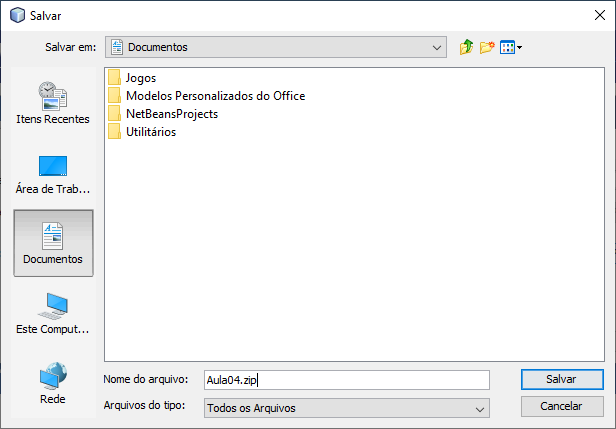 Salvar
Salvar em: Documentos
Itens Recentes
Área de Trab...
Documentos
Este Comput...
Rede
Jogos
Modelos Personalizados do Office
NetBeansProjects
Utilitários
Nome do arquivo: Aula04.zip Salvar
Arquivos do tipo: Todos os Arquivos Cancelar